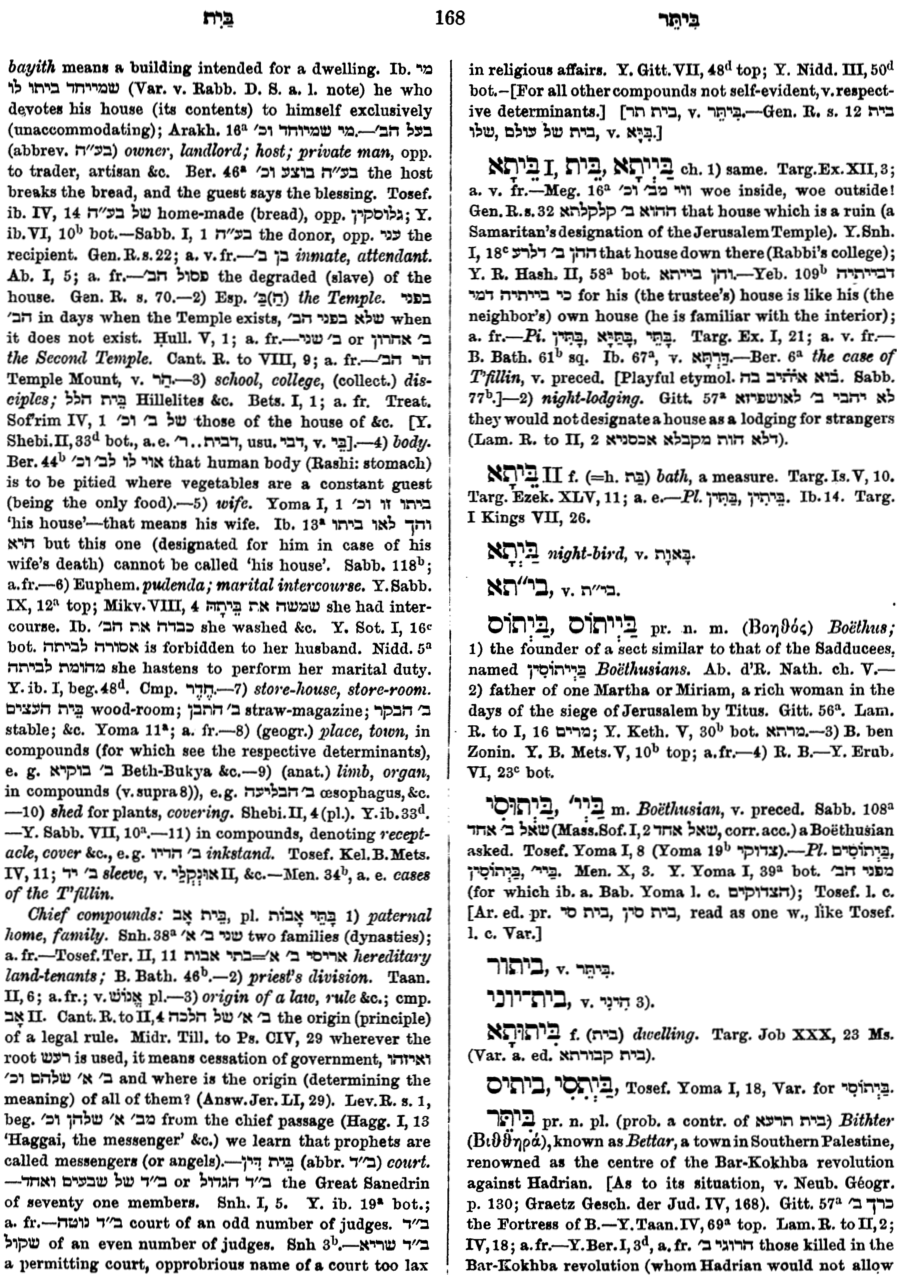 בַּיִת 168 בִּיתֵּר
bayith means a building intended for a dwelling. Ib. מי
שמייחד ביתו לו (Var. v. Rabb. D. S. a. l. note) he who
devotes his house (its contents) to himself exclusively
(unaccommodating); Arakh. 16ᵃ מי שמיוחד וכ׳—.בעל הב׳
(abbrev. בע״ה) owner, landlord; host; private man, opp.
to trader, artisan &c. Ber. 46ᵃ בע״ה בוצע וכ׳ the host
breaks the bread, and the guest says the blessing. Tosef.
ib. IV, 14 של בע״ה home-made (bread), opp. גלוסקין; Y.
ib. VI, 10ᵇ bot.—Sabb. I, 1 בע״ה the donor, opp. עני the
recipient. Gen. R. s. 22; a. v. fr.—בן ב׳ inmate, attendant.
Ab. I, 5; a. fr.—פסול הב׳ the degraded (slave) of the
house. Gen. R. s. 70.—2) Esp. (הַ)בַּ׳ the Temple. בפני
הב׳ in days when the Temple exists, שלא בפני הב׳ when
it does not exist. Ḥull. V, 1; a. fr.—ב׳ שני or ב׳ אחרון
the Second Temple. Cant. R. to VIII, 9; a. fr.—הר הב׳
Temple Mount, v. הַר.—3) school, college, (collect.) dis-
ciples; בֵּית הלל Hillelites &c. Bets. I, 1; a. fr. Treat.
Sof'rim IV, 1 של ב׳ וכ׳ those of the house of &c. [Y.
Shebi. II, 33ᵈ bot., a. e. דבית..ר׳, usu. דבי, v. בֵּי].—4) body.
Ber. 44ᵇ אוי לו לב׳ וכ׳ that human body (Rashi: stomach)
is to be pitied where vegetables are a constant guest
(being the only food).—5) wife. Yoma I, 1 ביתו זו וכ׳
'his house'—that means his wife. Ib. 13ᵃ והך לאו ביתו
היא but this one (designated for him in case of his
wife's death) cannot be called 'his house'. Sabb. 118ᵇ;
a. fr.—6) Euphem. pudenda; marital intercourse. Y. Sabb.
IX, 12ᵃ top; Mikv. VIII, 4 שמשה את בֵּיתָהּ she had inter-
course. Ib. כבדה את הב׳ she washed &c. Y. Sot. I, 16ᶜ
bot. אסורה לביתה is forbidden to her husband. Nidd. 5ᵃ
מהומת לביתה she hastens to perform her marital duty.
Y. ib. I, beg. 48ᵈ. Cmp. חֶדֶר.—7) store-house, store-room.
בֵּית העצים wood-room; ב׳ התבן straw-magazine; ב׳ הבקר
stable; &c. Yoma 11ᵃ; a. fr.—8) (geogr.) place, town, in
compounds (for which see the respective determinants),
e. g. ב׳ בוקיא Beth-Bukya &c.—9) (anat.) limb, organ,
in compounds (v. supra 8)), e. g. ב׳ הבליעה œsophagus, &c.
—10) shed for plants, covering. Shebi. II, 4 (pl.). Y. ib. 33ᵈ.
—Y. Sabb. VII, 10ᵃ.—11) in compounds, denoting recept-
acle, cover &c., e. g. ב׳ הדיו inkstand. Tosef. Kel. B. Mets.
IV, 11; ב׳ יד sleeve, v. אוּנְקְלֵי II, &c.—Men. 34ᵇ, a. e. cases
of the T'fillin.
Chief compounds: בֵּית אָב, pl. בָּתֵּי אָבוֹת 1) paternal
home, family. Snh. 38ᵃ שני ב׳ א׳ two families (dynasties);
a. fr.—Tosef. Ter. II, 11 אריסי ב׳ א׳=בתי אבות hereditary
land-tenants; B. Bath. 46ᵇ.—2) priest's division. Taan.
II, 6; a. fr.; v. אֱנוֹשׁ pl.—3) origin of a law, rule &c.; cmp.
אָב II. Cant. R. to II, 4 ב׳ א׳ של הלכה the origin (principle)
of a legal rule. Midr. Till. to Ps. CIV, 29 wherever the
root רעש is used, it means cessation of government, ואיזהו
ב׳ א׳ שלהם וכ׳ and where is the origin (determining the
meaning) of all of them? (Answ. Jer. LI, 29). Lev. R. s. 1,
beg. מב׳ א׳ שלהן וכ׳ from the chief passage (Hagg. I, 13
'Haggai, the messenger' &c.) we learn that prophets are
called messengers (or angels).—בֵּית דִּין (abbr. ב״ד) court.
—ב״ד הגדול or ב״ד של שבעים ואחד the Great Sanedrin
of seventy one members. Snh. I, 5. Y. ib. 19ᵃ bot.;
a. fr.—ב״ד נוטה court of an odd number of judges. ב״ד
שקול of an even number of judges. Snh 3ᵇ.—ב״ד שריא
a permitting court, opprobrious name of a court too lax
in religious affairs. Y. Gitt. VII, 48ᵈ top; Y. Nidd. III, 50ᵈ
bot.—[For all other compounds not self-evident, v. respect-
ive determinants.] [בית תר, v. בִּיתֵּר.—Gen. R. s. 12 בית
שלו, בית של עולם, v. בַּיָּא.]
בֵּיתָא I, בַּיְיתָא, בֵּית ch. 1) same. Targ. Ex. XII, 3;
a. v. fr.—Meg. 16ᵃ ווי מב׳ וכ׳ woe inside, woe outside!
Gen. R. s. 32 ההוא ב׳ קלקלתא that house which is a ruin (a
Samaritan's designation of the Jerusalem Temple). Y. Snh.
I, 18ᶜ ההן ב׳ דלרע that house down there (Rabbi's college);
Y. R. Hash. II, 58ᵃ bot. והן בייתא.—Yeb. 109ᵇ דבייתיה
כי בייתיה דמי for his (the trustee's) house is like his (the
neighbor's) own house (he is familiar with the interior);
a. fr.—Pi. בָּתֵּי, בָּתַּיָּא, בָּתִּין. Targ. Ex. I, 21; a. v. fr.—
B. Bath. 61ᵇ sq. Ib. 67ᵃ, v. דָּרְתָא.—Ber. 6ᵃ the case of
T'fillin, v. preced. [Playful etymol. בוא איתיב בה. Sabb.
77ᵇ.]—2) night-lodging. Gitt. 57ᵃ לא יהבי ב׳ לאושפיזא
they would not designate a house as a lodging for strangers
(Lam. R. to II, 2 דלא הות מקבלא אכסניא).
בֵּיתָא II f. (=h. בַּת) bath, a measure. Targ. Is. V, 10.
Targ. Ezek. XLV, 11; a. e.—Pl. בֵּיתִין, בַּתִּין. Ib. 14. Targ.
I Kings VII, 26.
בַּיְתָא night-bird, v. בָּאוָת.
בי״תא, v. בי״ת.
בַּיְיתוֹס, בַּיְתוֹס pr. n. m. (Βοηθός) Boëthus;
1) the founder of a sect similar to that of the Sadducees,
named בַּיְיתוֹסִין Boëthusians. Ab. d'R. Nath. ch. V.—
2) father of one Martha or Miriam, a rich woman in the
days of the siege of Jerusalem by Titus. Gitt. 56ᵃ. Lam.
R. to I, 16 מרים; Y. Keth. V, 30ᵇ bot. מרתא.—3) B. ben
Zonin. Y. B. Mets. V, 10ᵇ top; a. fr.—4) R. B.—Y. Erub.
VI, 23ᶜ bot.
בַּיְתּוֹסִי, בַּיְי׳ m. Boëthusian, v. preced. Sabb. 108ᵃ
שאל ב׳ אחד (Mass. Sof. I, 2 שאל אחד, corr. acc.) a Boëthusian
asked. Tosef. Yoma I, 8 (Yoma 19ᵇ צדוקי).—Pl. בַּיְתוֹסִים,
בַּיְתוֹסִין, בַּיי׳. Men. X, 3. Y. Yoma I, 39ᵃ bot. מפני הב׳
(for which ib. a. Bab. Yoma l. c. הצדוקים); Tosef. l. c.
[Ar. ed. pr. בית סין, בית סי, read as one w., like Tosef.
l. c. Var.]
ביתור, v. בִּיתֵּר.
בית־יוני, v. הִינֵי 3).
בֵּיתוּתָא f. (בית) dwelling. Targ. Job XXX, 23 Ms.
(Var. a. ed. בית קבורתא).
בַּיְתְסִי, ביתיס, Tosef. Yoma I, 18, Var. for בַּיְתוֹסִי.
בִּיתֵּר pr. n. pl. (prob. a contr. of בית תרעא) Biththter
(Βιθθηρά), known as Bettar, a town in Southern Palestine,
renowned as the centre of the Bar-Kokhba revolution
against Hadrian. [As to its situation, v. Neub. Géogr.
p. 130; Graetz Gesch. der Jud. IV, 168). Gitt. 57ᵃ כרך ב׳
the Fortress of B.—Y. Taan. IV, 69ᵃ top. Lam. R. to II, 2;
IV, 18; a. fr.—Y. Ber. I, 3ᵈ, a. fr. הרוגי ב׳ those killed in the
Bar-Kokhba revolution (whom Hadrian would not allow